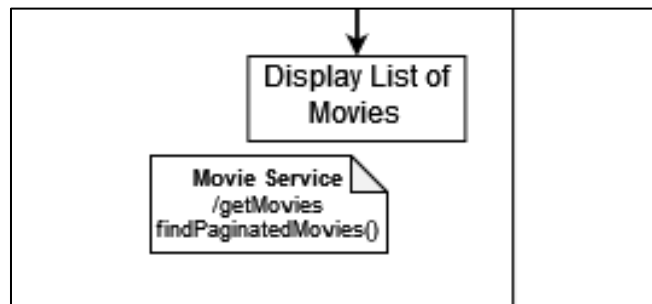 Display List of
Movies
Movie Service
/getMovies
findPaginatedMovies()